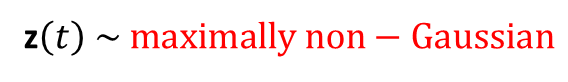 z(t) ~ maximally non − Gaussian